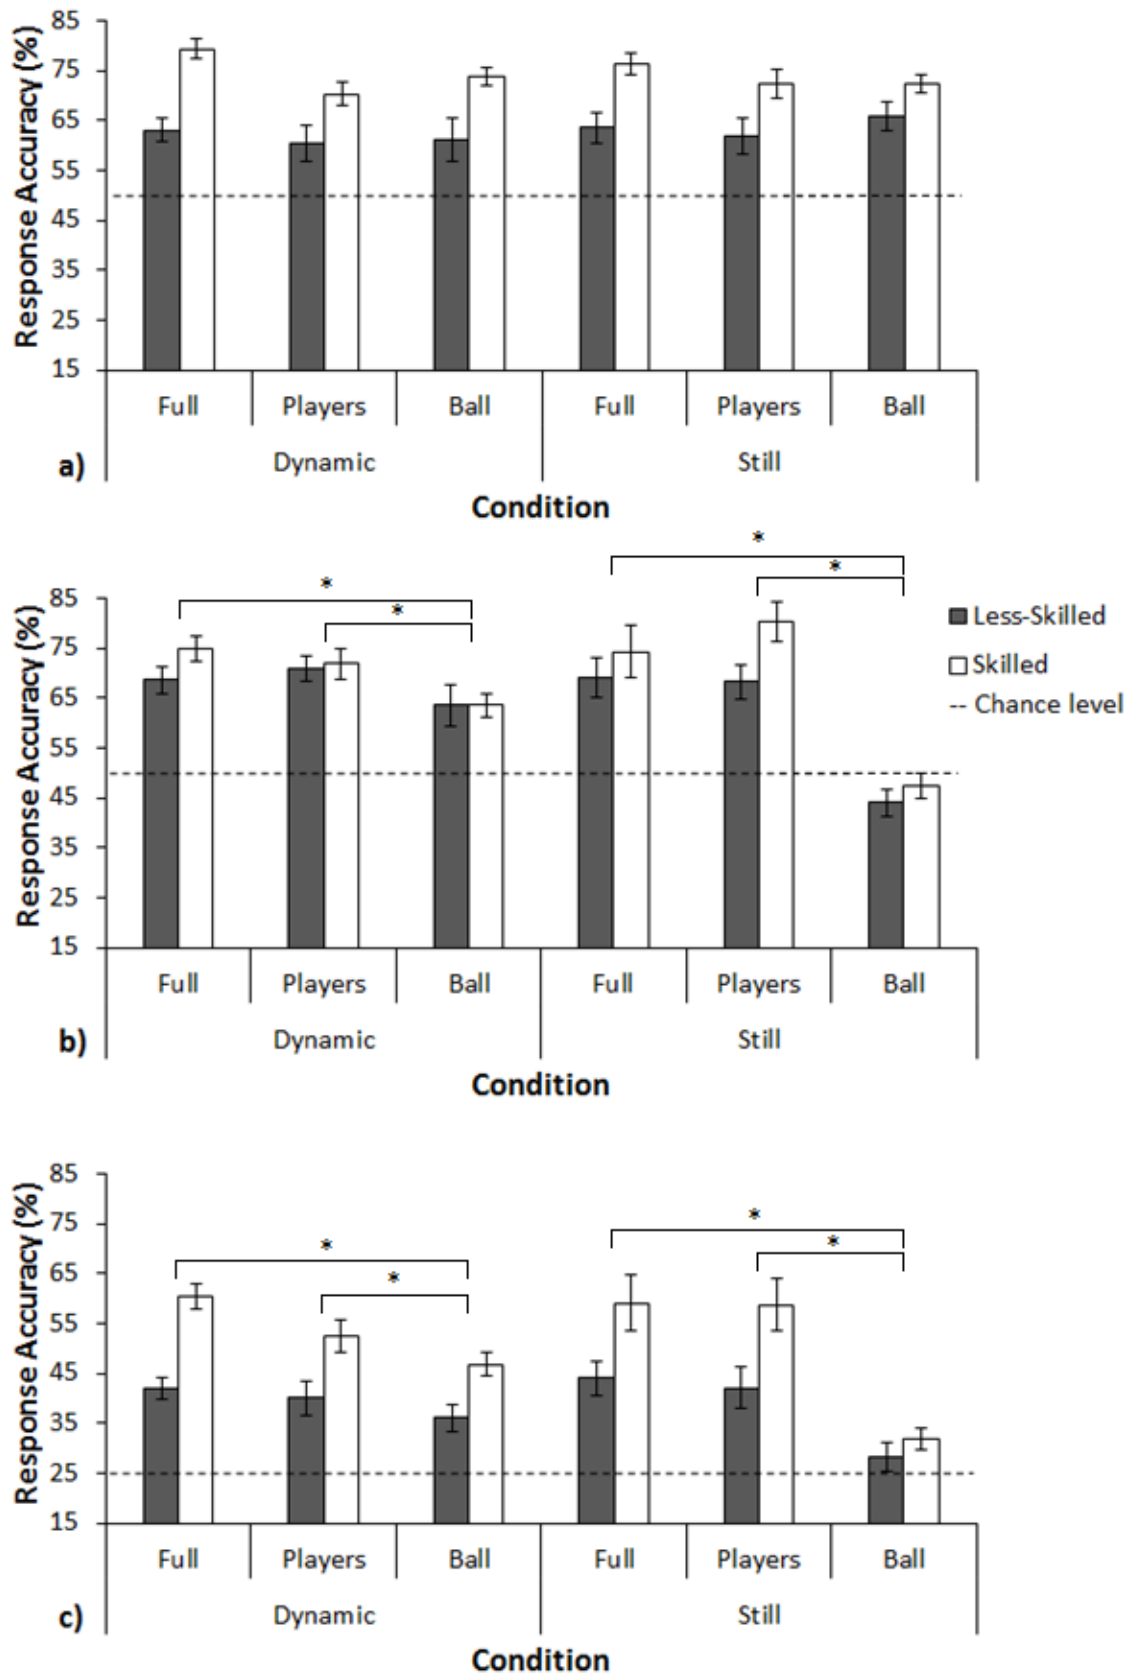 85
75
65
55
45
35
25
15
Response Accuracy (%)
Full Players Ball Full Players Ball
Dynamic Still
a)
Condition
* *
* *
85
75
65
55
45
35
25
15
Response Accuracy (%)
Less-Skilled
Skilled
-- Chance level
Full Players Ball Full Players Ball
Dynamic Still
b)
Condition
* *
* *
85
75
65
55
45
35
25
15
Response Accuracy (%)
Full Players Ball Full Players Ball
Dynamic Still
c)
Condition